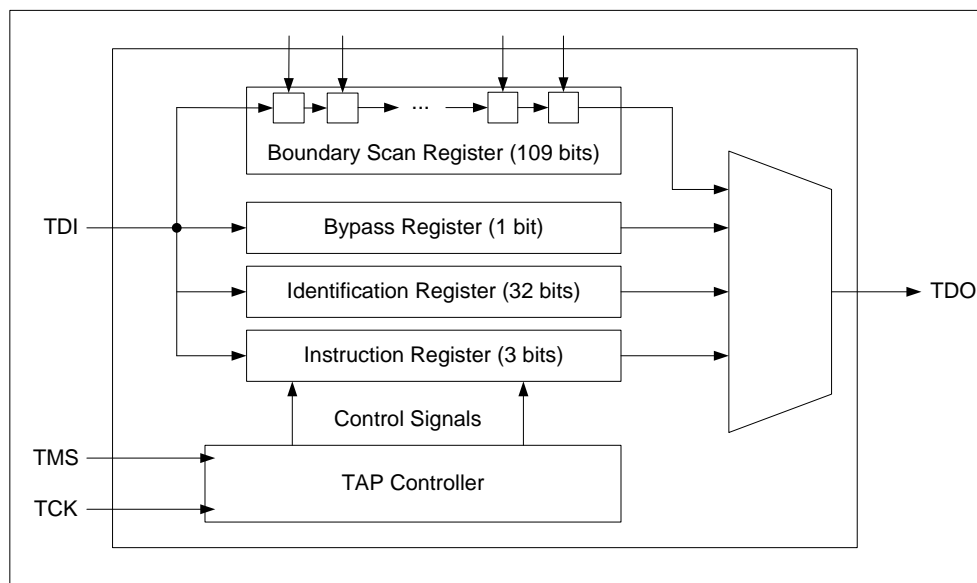 ...
Boundary Scan Register (109 bits)
TDI
Bypass Register (1 bit)
Identification Register (32 bits)
TDO
Instruction Register (3 bits)
Control Signals
TMS
TAP Controller
TCK